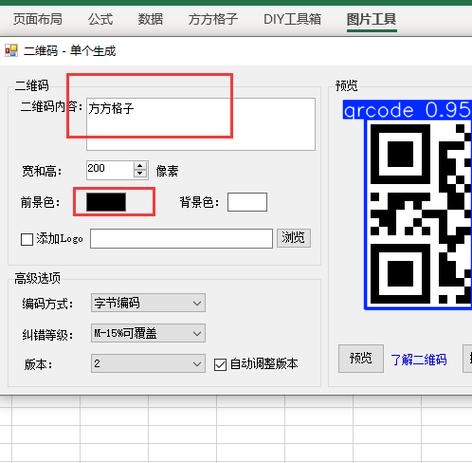 页面布局 公式 数据 方方格子 DIY工具箱 图片工具
二维码 - 单个生成
二维码
二维码内容: 方方格子
宽和高: 200 像素
前景色: 背景色:
添加Logo 浏览
高级选项
编码方式: 字节编码
纠错等级: M-15%可覆盖
版本: 2 自动调整版本
预览
qrcode 0.95
预览 了解二维码